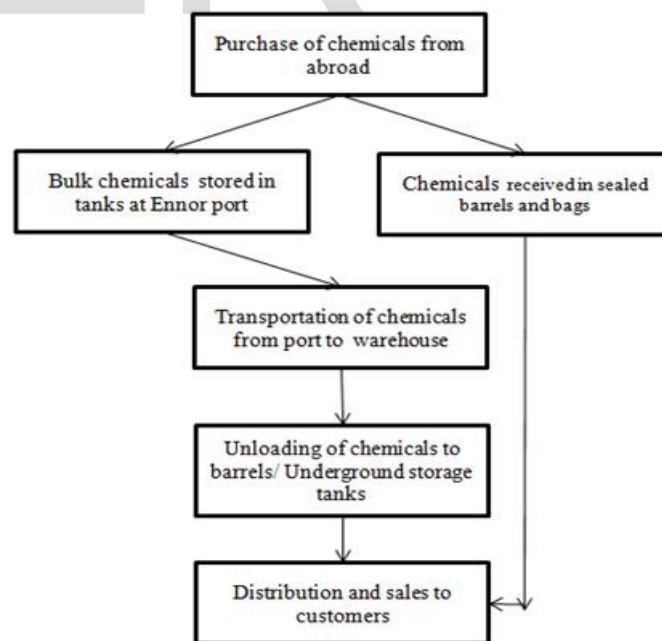 Purchase of chemicals from
abroad
Bulk chemicals stored in
tanks at Ennor port
Chemicals received in sealed
barrels and bags
Transportation of chemicals
from port to warehouse
Unloading of chemicals to
barrels/ Underground storage
tanks
Distribution and sales to
customers